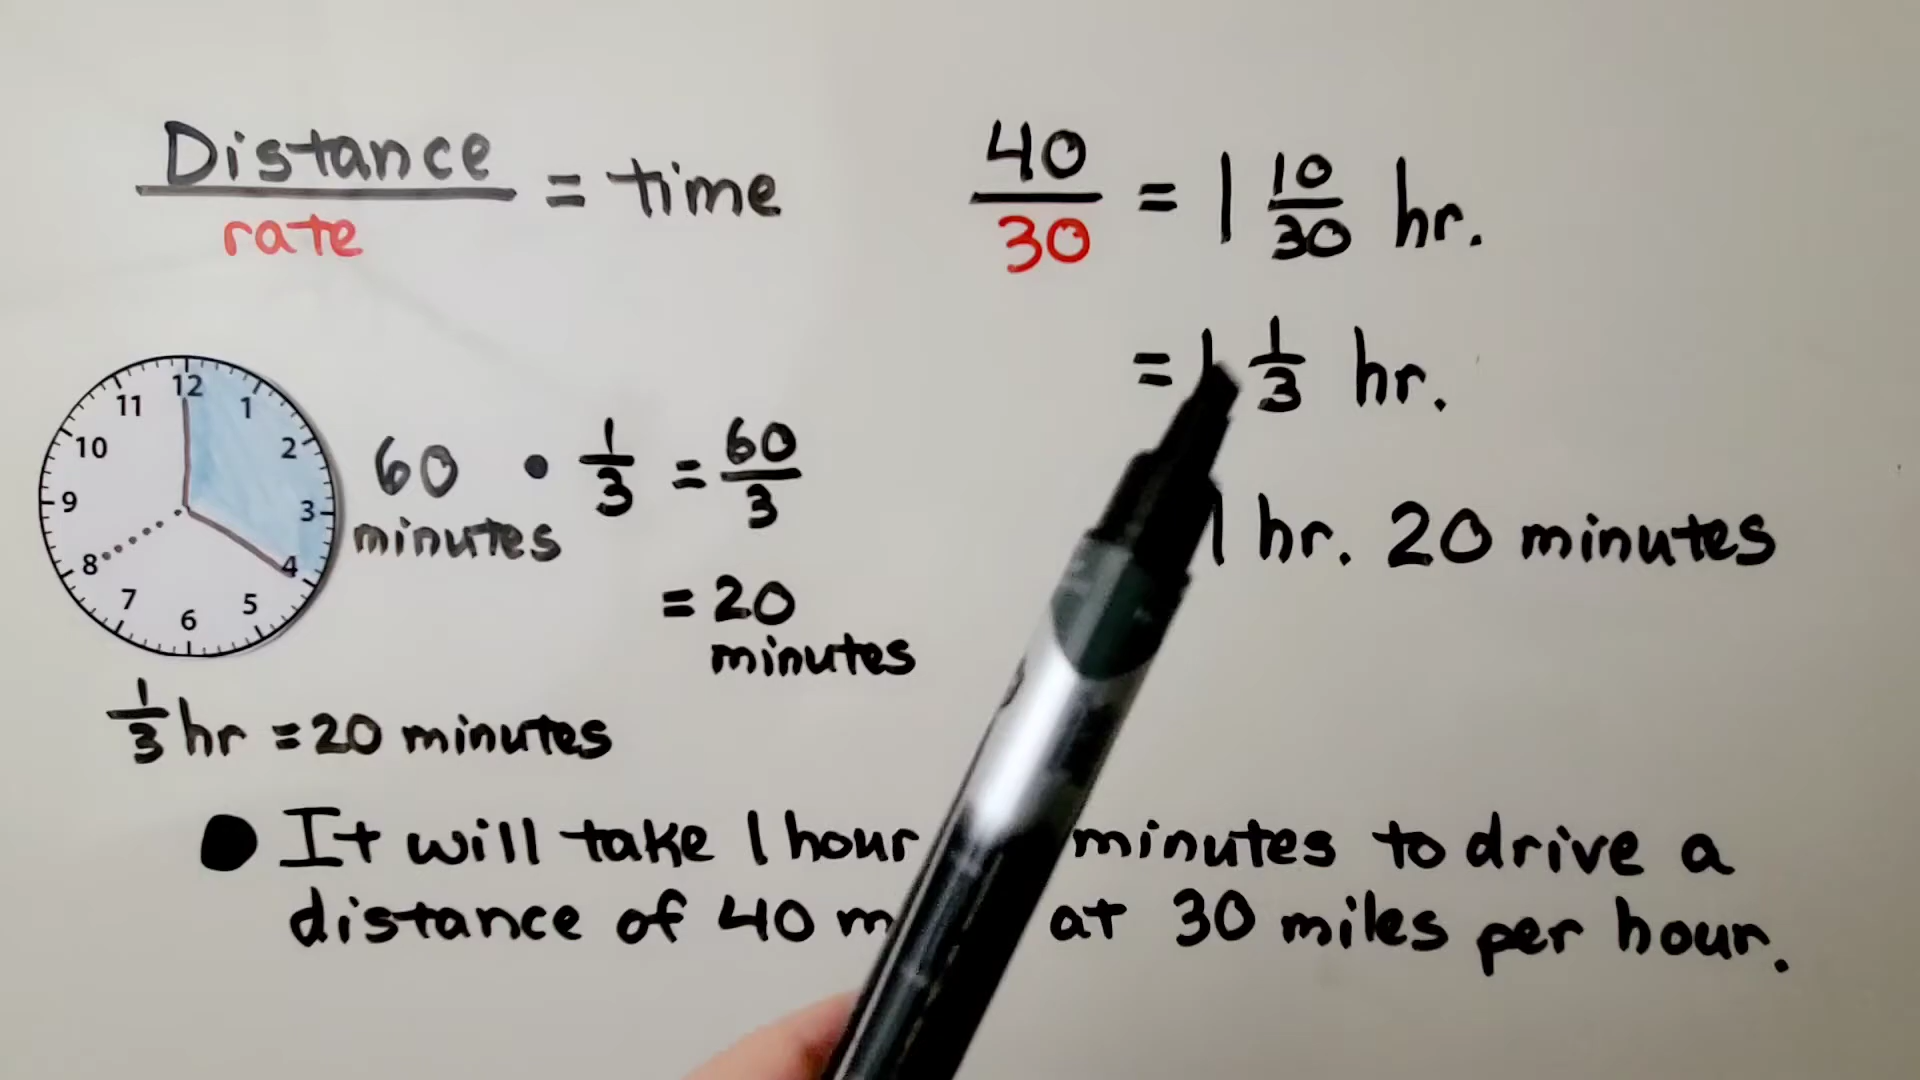 Distance
rate
= time
40
30
= 1 10/30 hr.
= 1 1/3 hr.
1 hr. 20 minutes
12
1
2
3
4
5
6
7
8
9
10
11
60 minutes • 1/3 = 60/3
= 20
minutes
1/3 hr = 20 minutes
• It will take 1 hour minutes to drive a
distance of 40 at 30 miles per hour.